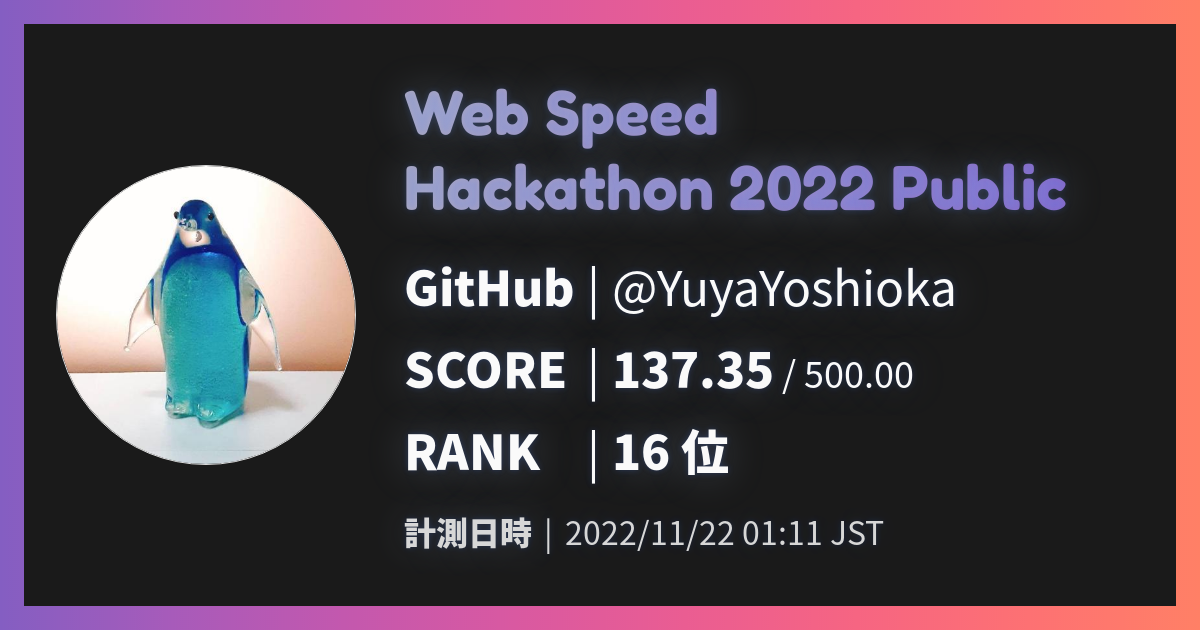 Web Speed
Hackathon 2022 Public
GitHub | @YuyaYoshioka
SCORE | 137.35 / 500.00
RANK | 16 位
計測日時 | 2022/11/22 01:11 JST